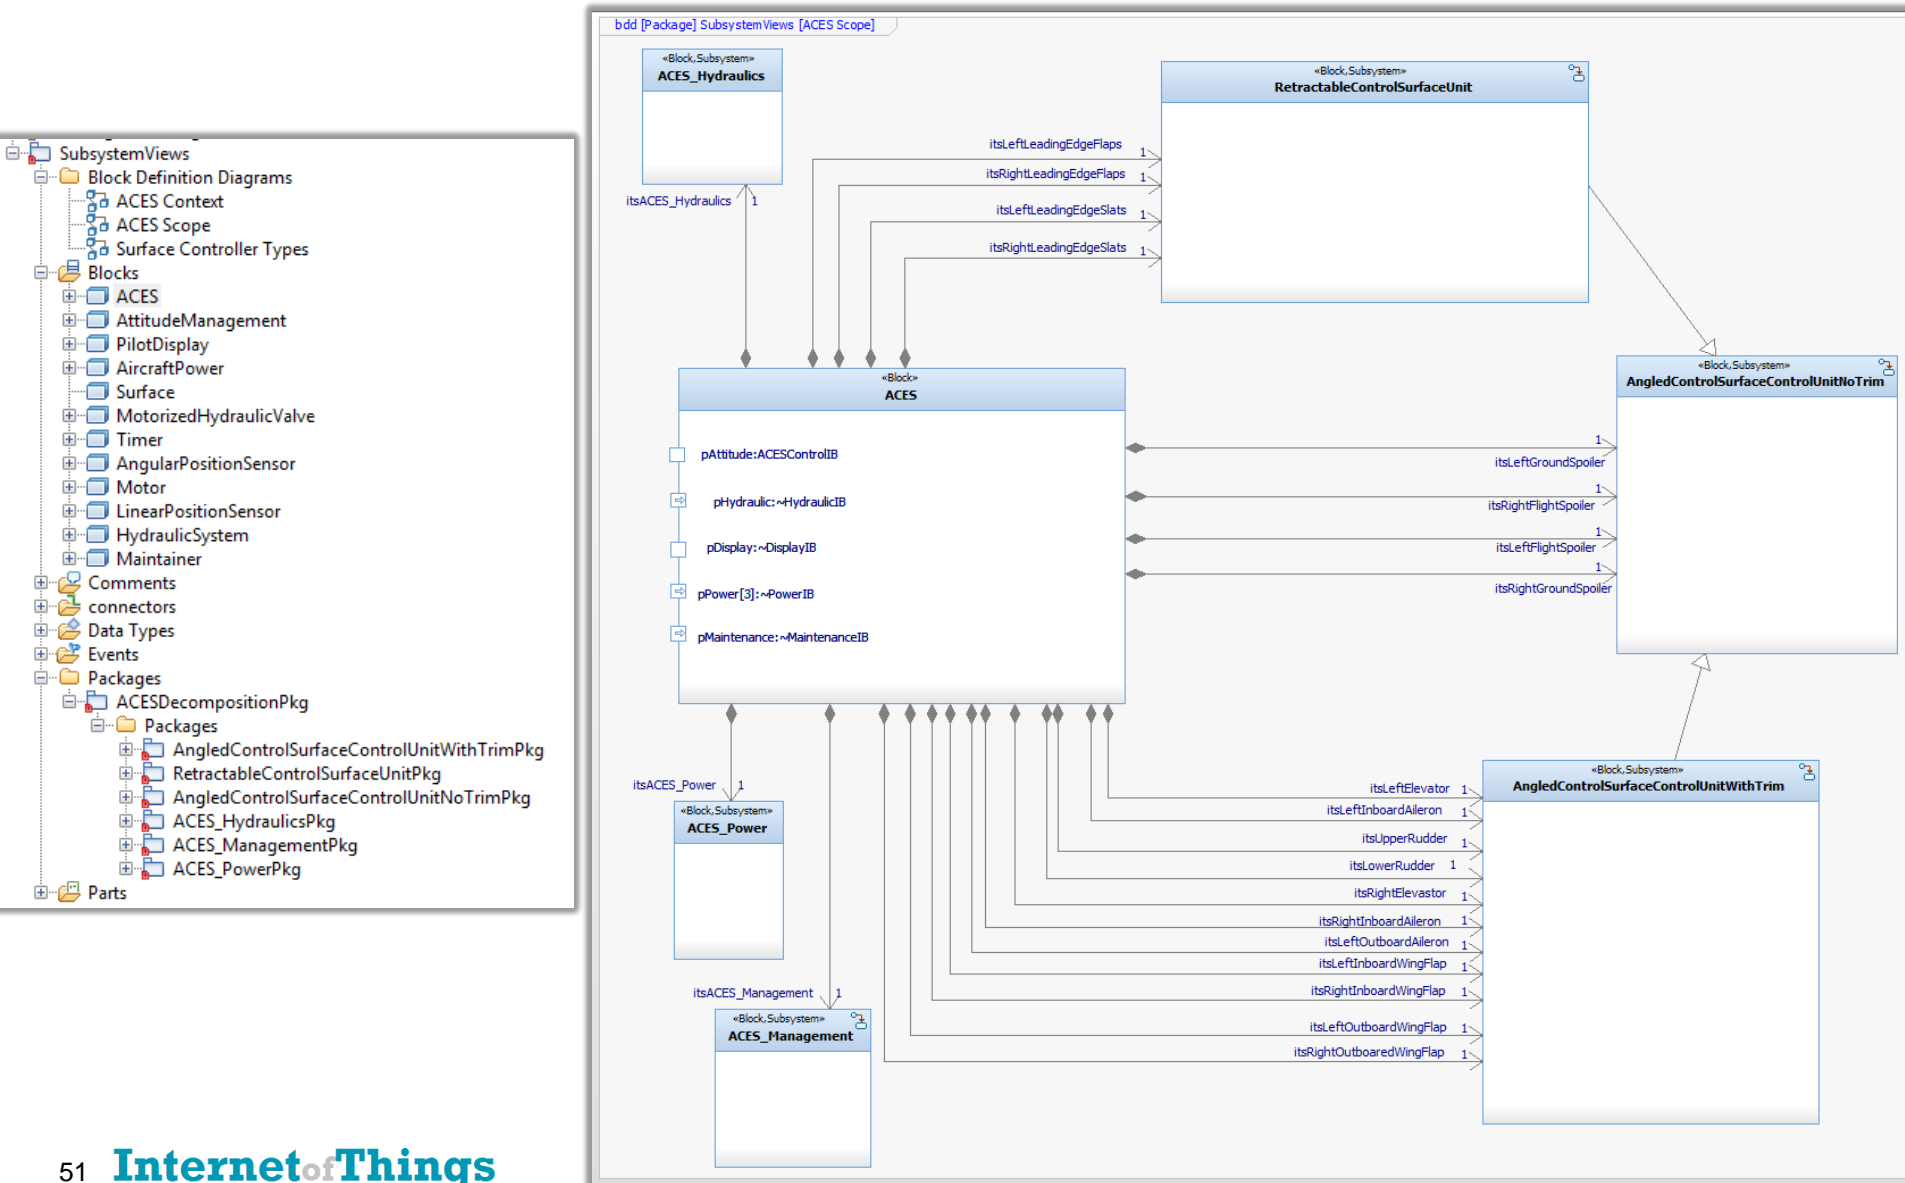 SubsystemViews
Block Definition Diagrams
ACES Context
ACES Scope
Surface Controller Types
Blocks
ACES
AttitudeManagement
PilotDisplay
AircraftPower
Surface
MotorizedHydraulicValve
Timer
AngularPositionSensor
Motor
LinearPositionSensor
HydraulicSystem
Maintainer
Comments
connectors
Data Types
Events
Packages
ACESDecompositionPkg
Packages
AngledControlSurfaceControlUnitWithTrimPkg
RetractableControlSurfaceUnitPkg
AngledControlSurfaceControlUnitNoTrimPkg
ACES_HydraulicsPkg
ACES_ManagementPkg
ACES_PowerPkg
Parts
bdd [Package] SubsystemViews [ACES Scope]
«Block,Subsystem»
ACES_Hydraulics
itsACES_Hydraulics 1
«Block,Subsystem»
RetractableControlSurfaceUnit
itsLeftLeadingEdgeFlaps 1
itsRightLeadingEdgeFlaps 1
itsLeftLeadingEdgeSlats 1
itsRightLeadingEdgeSlats 1
«Block»
ACES
pAttitude:ACESControlIB
pHydraulic:~HydraulicIB
pDisplay:~DisplayIB
pPower[3]:~PowerIB
pMaintenance:~MaintenanceIB
«Block,Subsystem»
AngledControlSurfaceControlUnitNoTrim
1
itsLeftGroundSpoiler
1
itsRightFlightSpoiler
1
itsLeftFlightSpoiler
1
itsRightGroundSpoiler
itsACES_Power 1
«Block,Subsystem»
ACES_Power
itsACES_Management 1
«Block,Subsystem»
ACES_Management
«Block,Subsystem»
AngledControlSurfaceControlUnitWithTrim
itsLeftElevator 1
itsLeftInboardAileron 1
itsUpperRudder 1
itsLowerRudder 1
itsRightElevastor 1
itsRightInboardAileron 1
itsLeftOutboardAileron 1
itsLeftInboardWingFlap 1
itsRightInboardWingFlap 1
itsLeftOutboardWingFlap 1
itsRightOutboaredWingFlap 1
51 InternetofThings